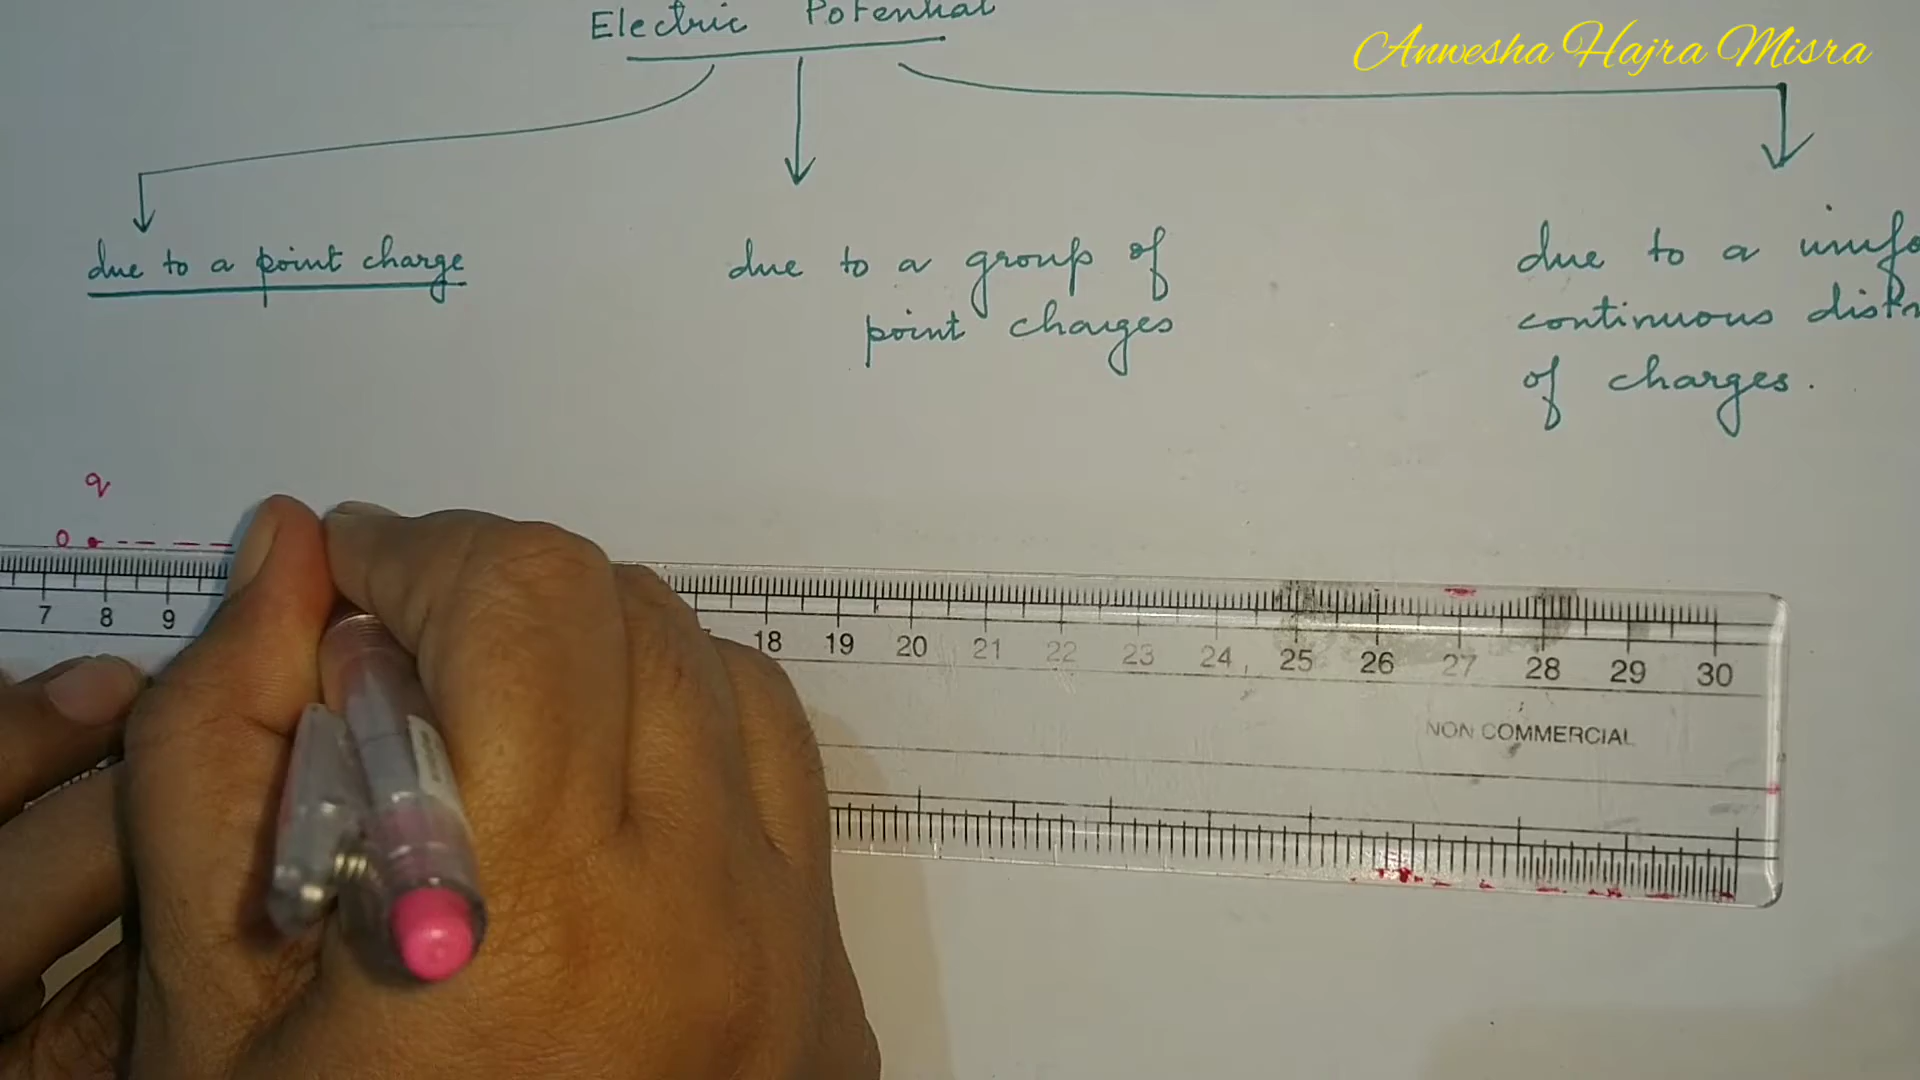 Electric Potential
Anwesha Hajra Misra
due to a point charge
due to a group of
point charges
due to a unifo
continuous distr
of charges.
q
O
7 8 9 18 19 20 21 22 23 24 25 26 27 28 29 30
NON COMMERCIAL